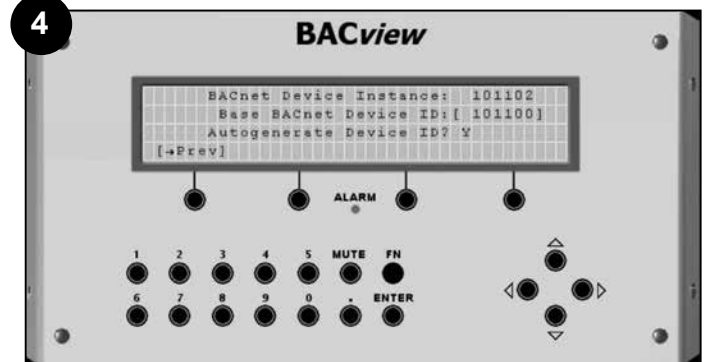 4
BACview
BACnet Device Instance: 101102
Base BACnet Device ID:[ 101100]
Autogenerate Device ID? Y
[→Prev]
ALARM
1 2 3 4 5 MUTE FN
6 7 8 9 0 . ENTER